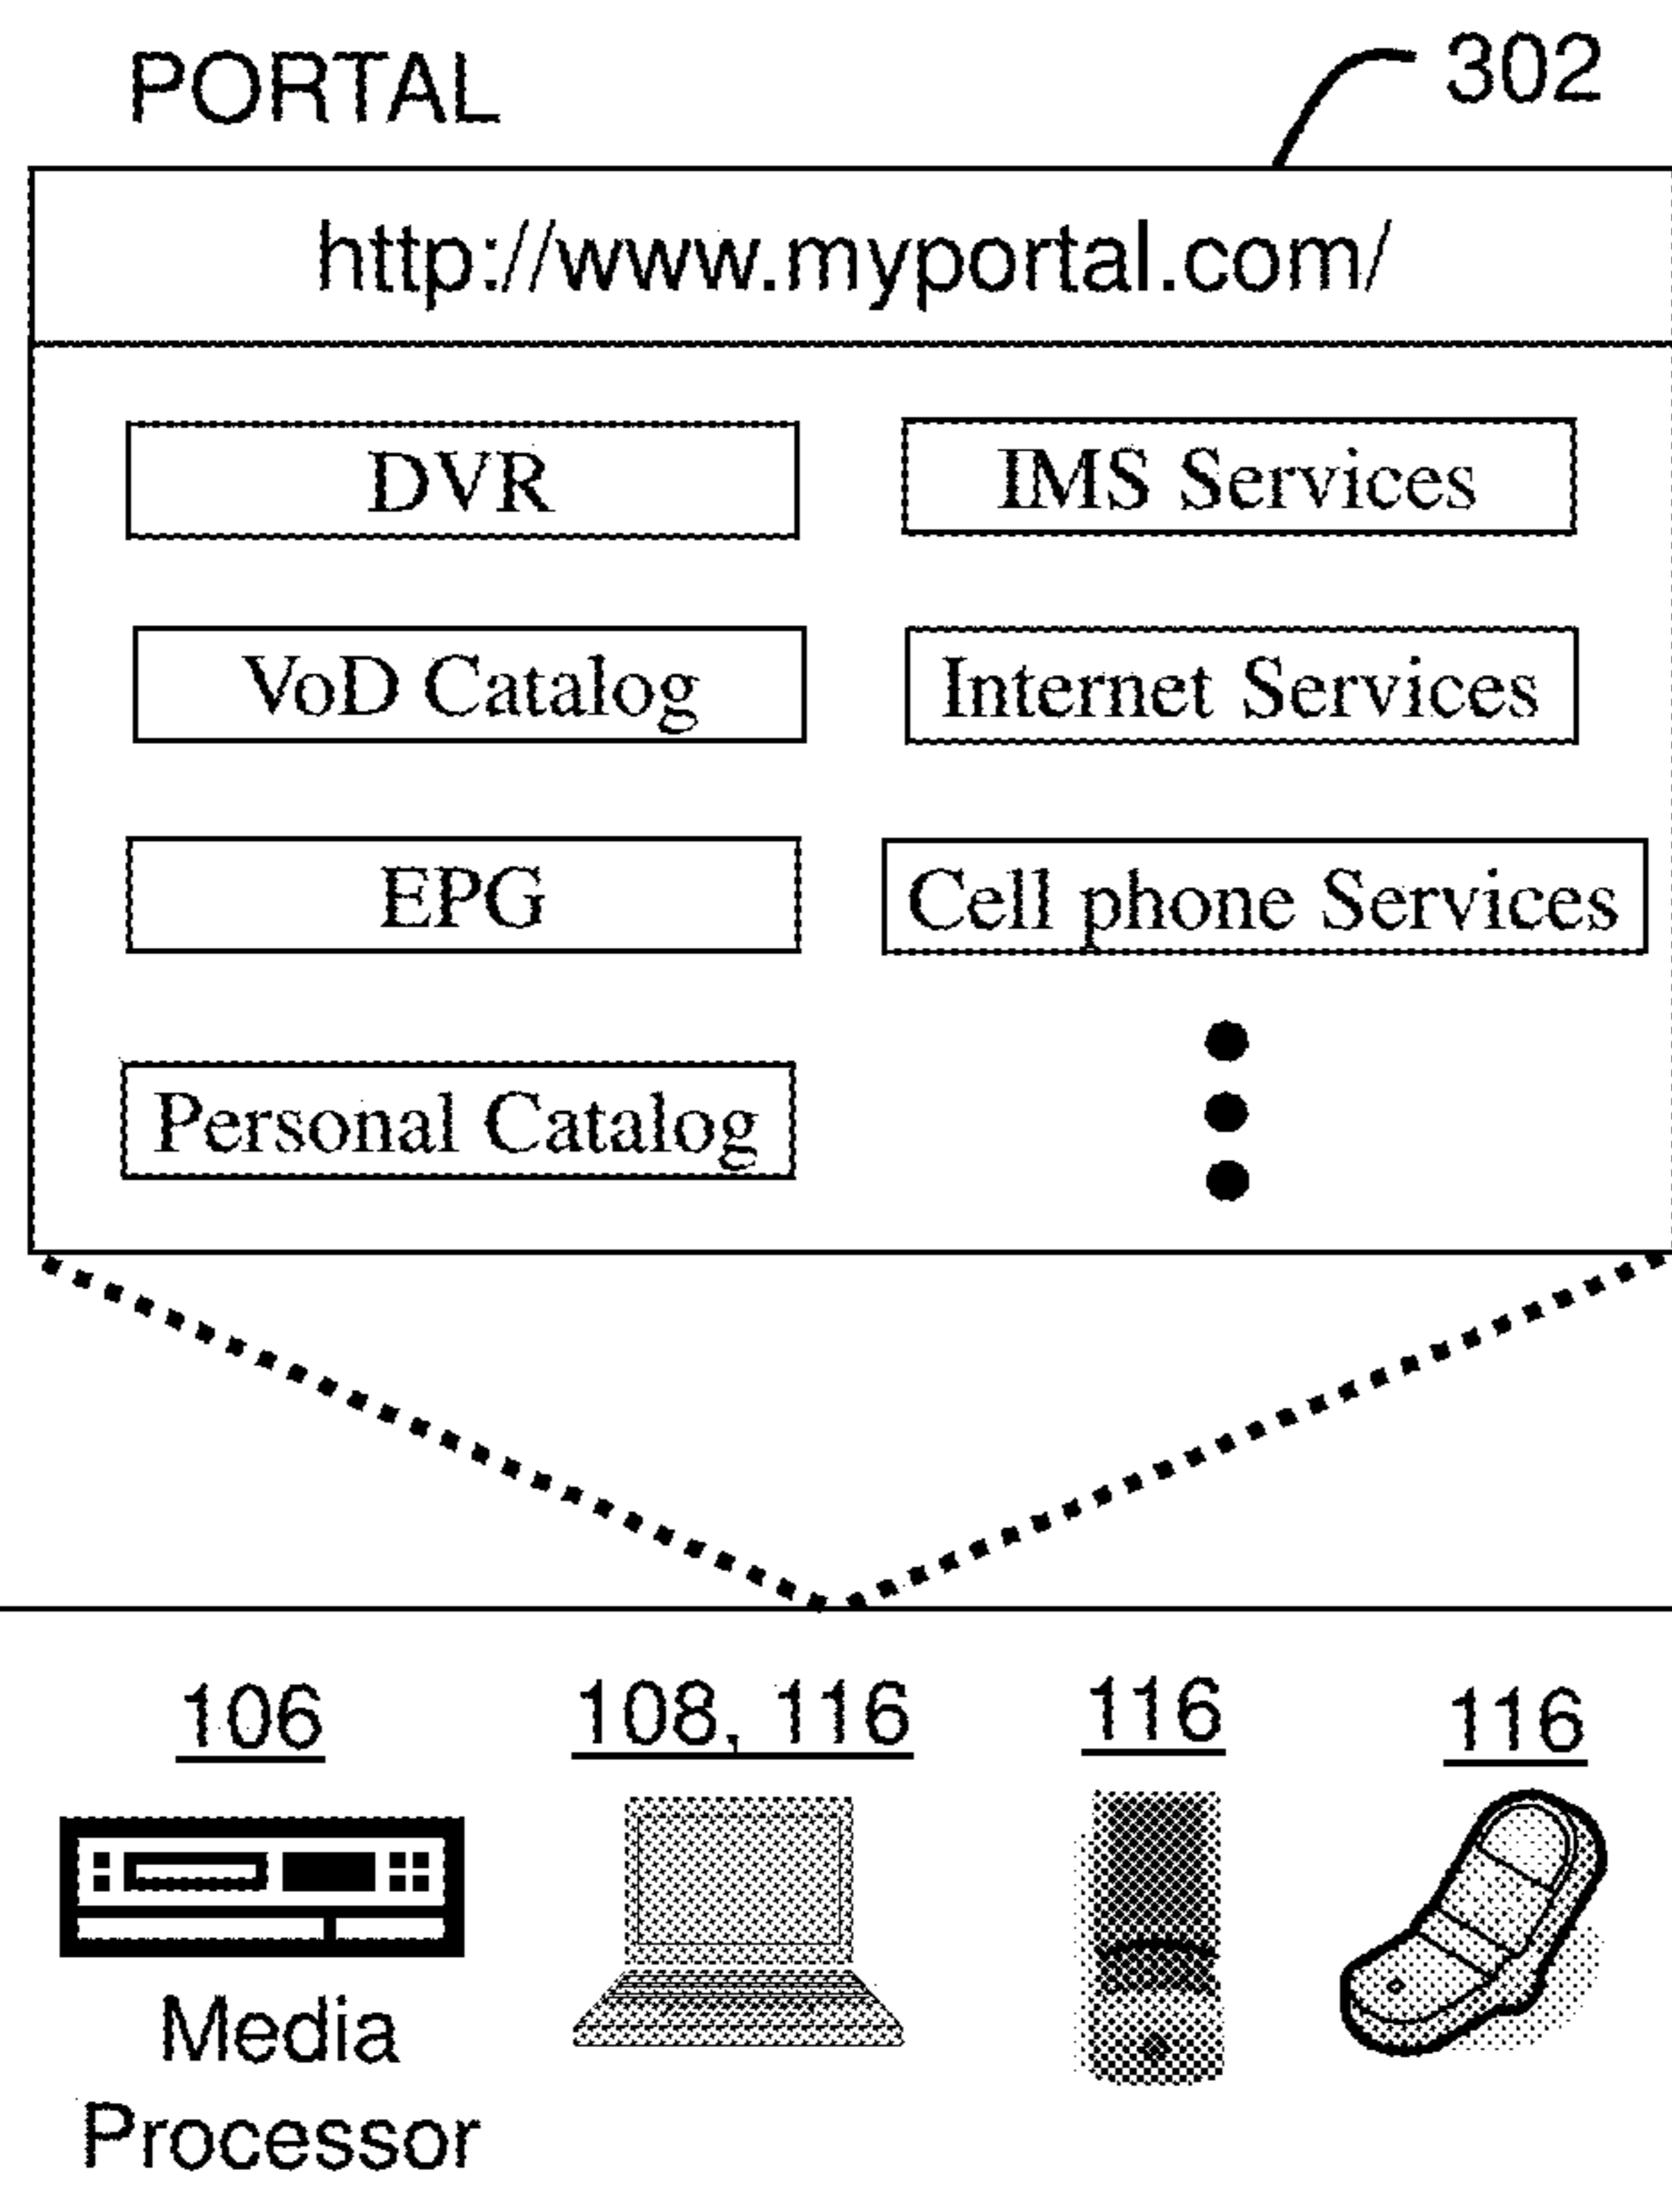 PORTAL
302
http://www.myportal.com/
DVR
IMS Services
VoD Catalog
Internet Services
EPG
Cell phone Services
Personal Catalog
106
108, 116
116
116
Media
Processor